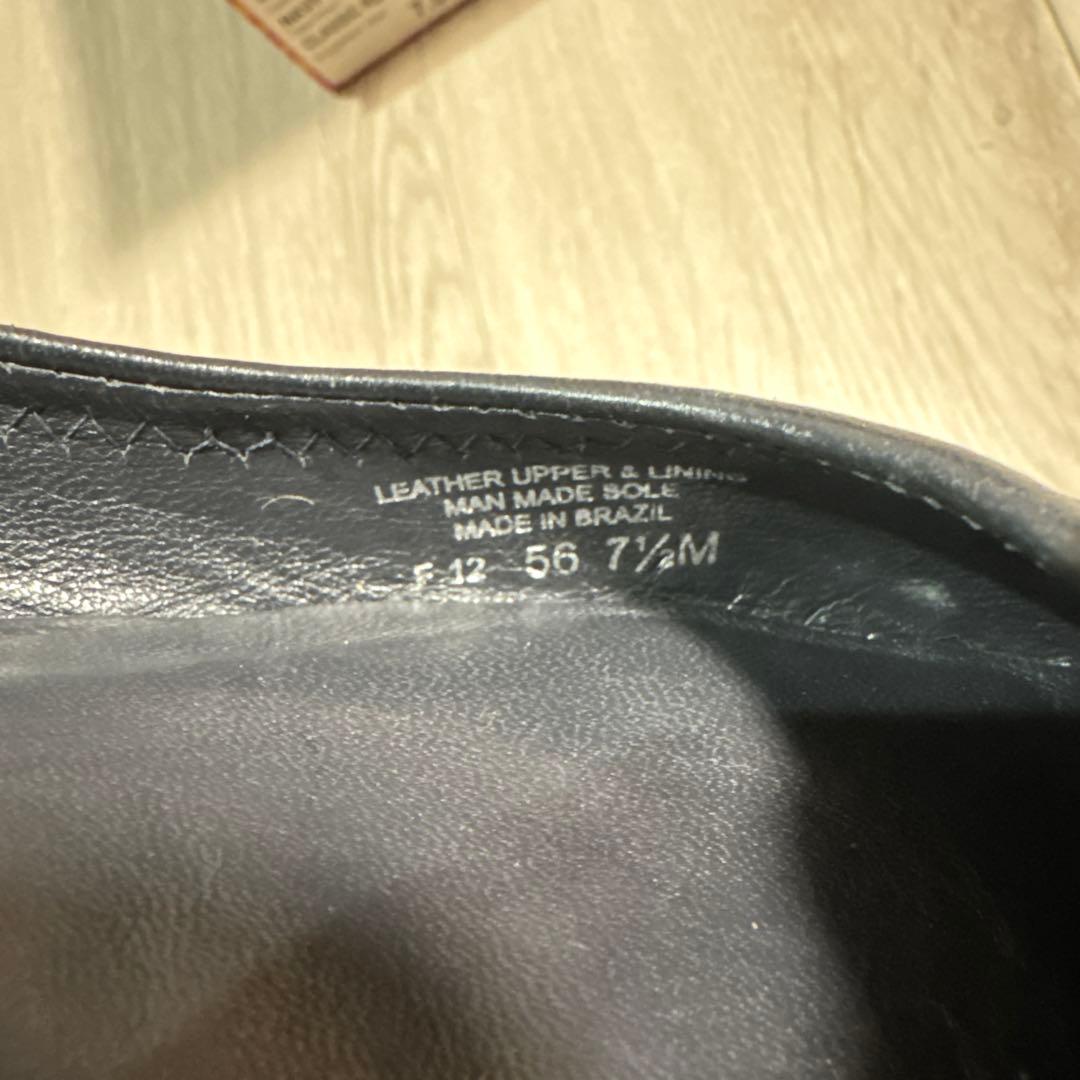 LEATHER UPPER & LINING
MAN MADE SOLE
MADE IN BRAZIL
F 12 56 7½M